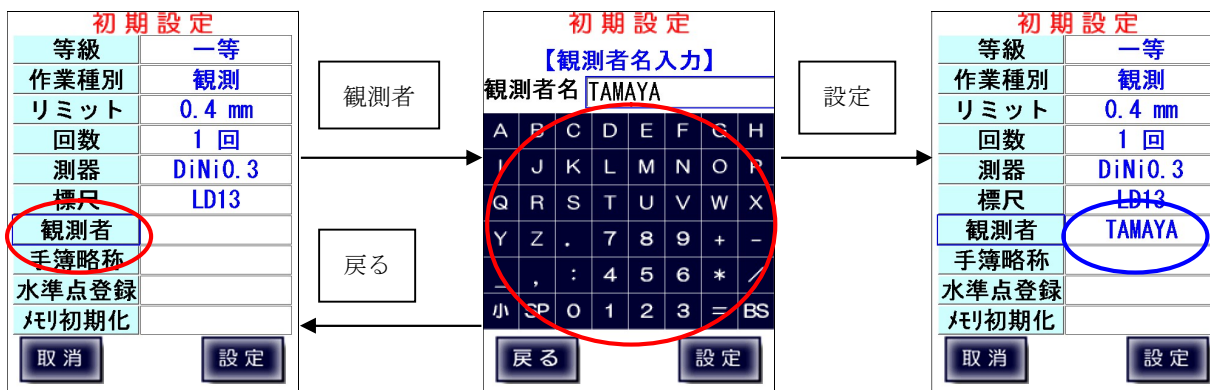 初期設定
等級 一等
作業種別 観測
リミット 0.4 mm
回数 1 回
測器 DiNi0.3
標尺 LD13
観測者
手簿略称
水準点登録
ﾒﾓﾘ初期化
取消 設定
観測者
戻る
初期設定
【観測者名入力】
観測者名 TAMAYA
A B C D E F G H
I J K L M N O P
Q R S T U V W X
Y Z . 7 8 9 + -
_ , : 4 5 6 * /
小 SP 0 1 2 3 = BS
戻る 設定
設定
初期設定
等級 一等
作業種別 観測
リミット 0.4 mm
回数 1 回
測器 DiNi0.3
標尺 LD13
観測者 TAMAYA
手簿略称
水準点登録
ﾒﾓﾘ初期化
取消 設定